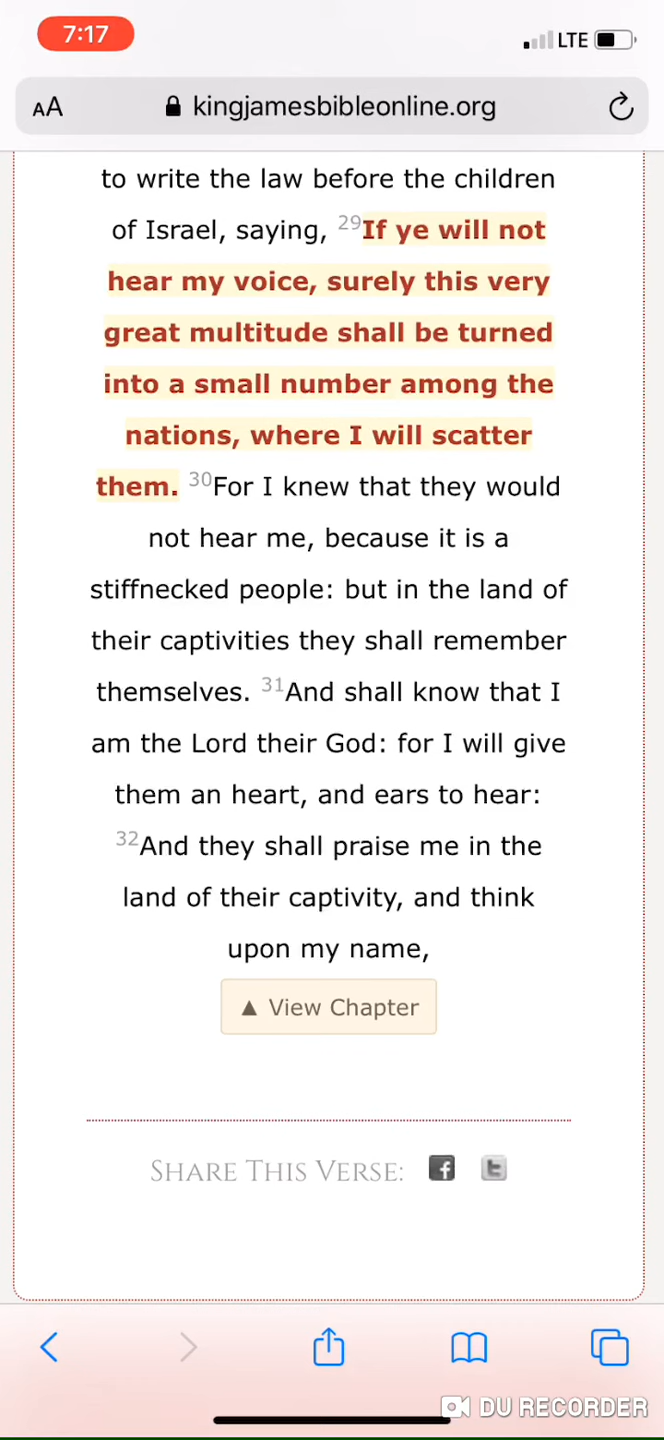 7:17
LTE
AA
kingjamesbibleonline.org
to write the law before the children
of Israel, saying, 29If ye will not
hear my voice, surely this very
great multitude shall be turned
into a small number among the
nations, where I will scatter
them. 30For I knew that they would
not hear me, because it is a
stiffnecked people: but in the land of
their captivities they shall remember
themselves. 31And shall know that I
am the Lord their God: for I will give
them an heart, and ears to hear:
32And they shall praise me in the
land of their captivity, and think
upon my name,
▲ View Chapter
SHARE THIS VERSE: f t
DU RECORDER